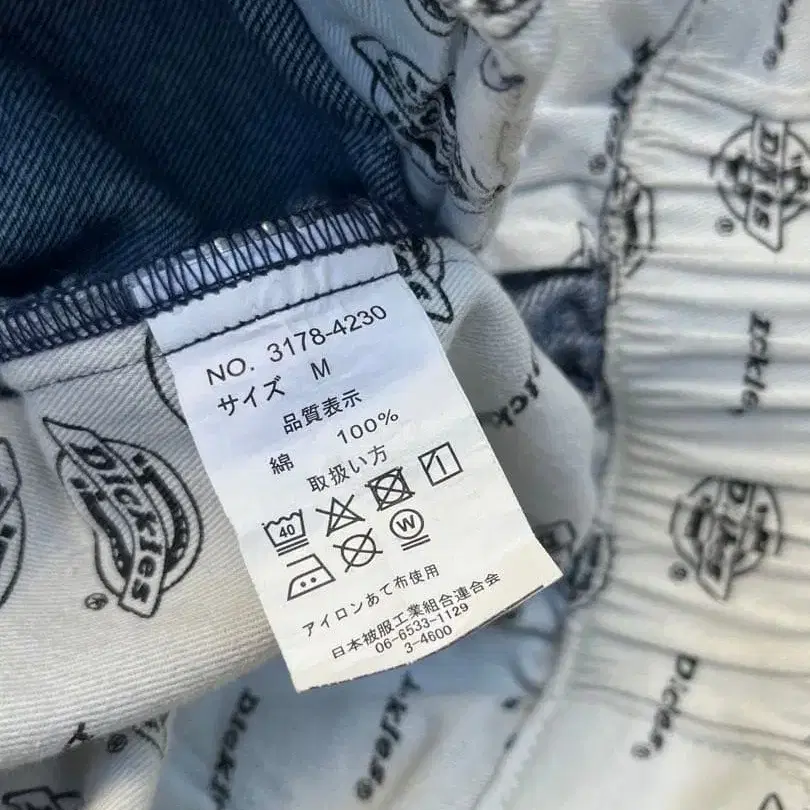 Dickles
®
NO. 3178-4230
サイズ M
品質表示
綿 100%
取扱い方
40
W
アイロンあて布使用
日本被服工業組合連合会
06-6533-1129
3-4600
Dickies
®
Dickies
®
Dickies
®
Dickies
®